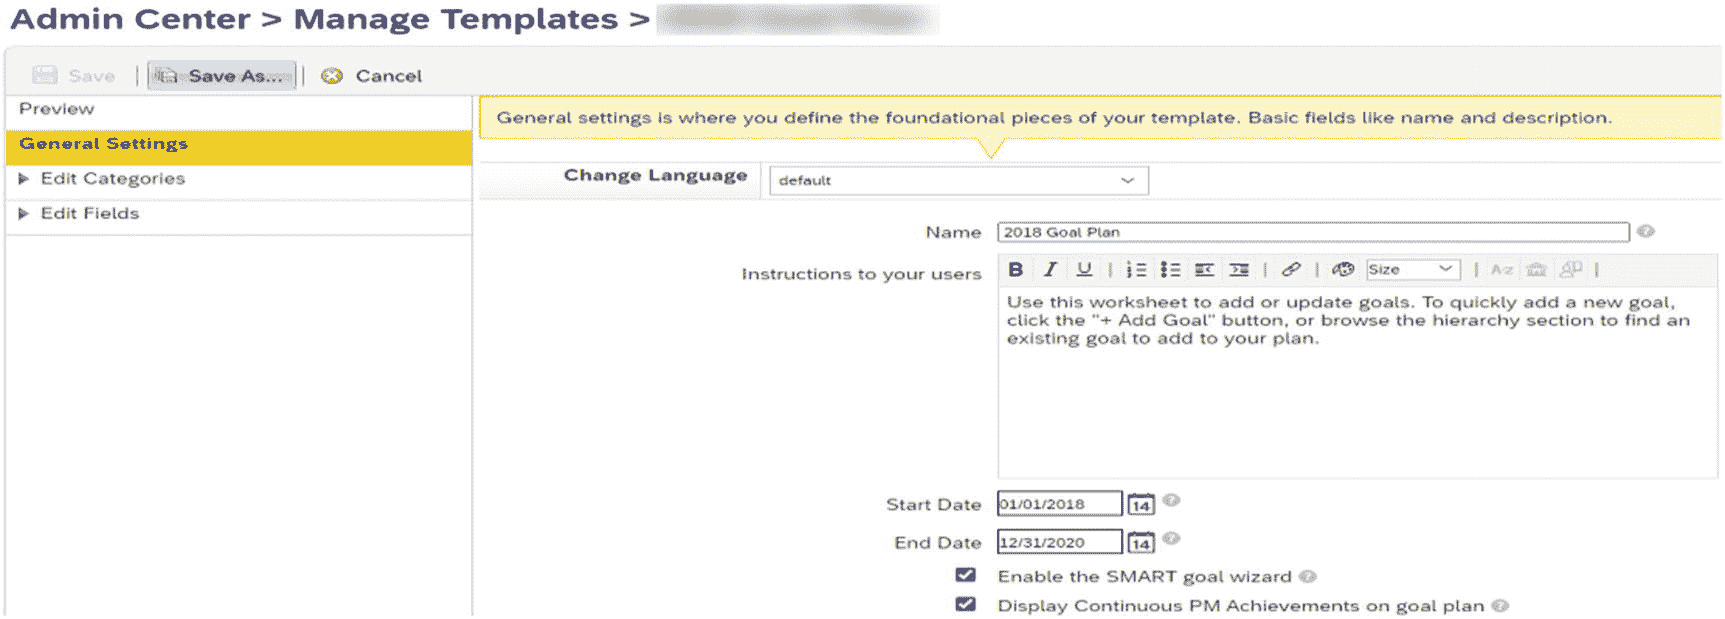 Admin Center > Manage Templates >
Save | Save As... | Cancel
Preview
General Settings
Edit Categories
Edit Fields
General settings is where you define the foundational pieces of your template. Basic fields like name and description.
Change Language default
Name 2018 Goal Plan
Instructions to your users
B I U Size A-Z
Use this worksheet to add or update goals. To quickly add a new goal,
click the "+ Add Goal" button, or browse the hierarchy section to find an
existing goal to add to your plan.
Start Date 01/01/2018 14
End Date 12/31/2020 14
Enable the SMART goal wizard
Display Continuous PM Achievements on goal plan